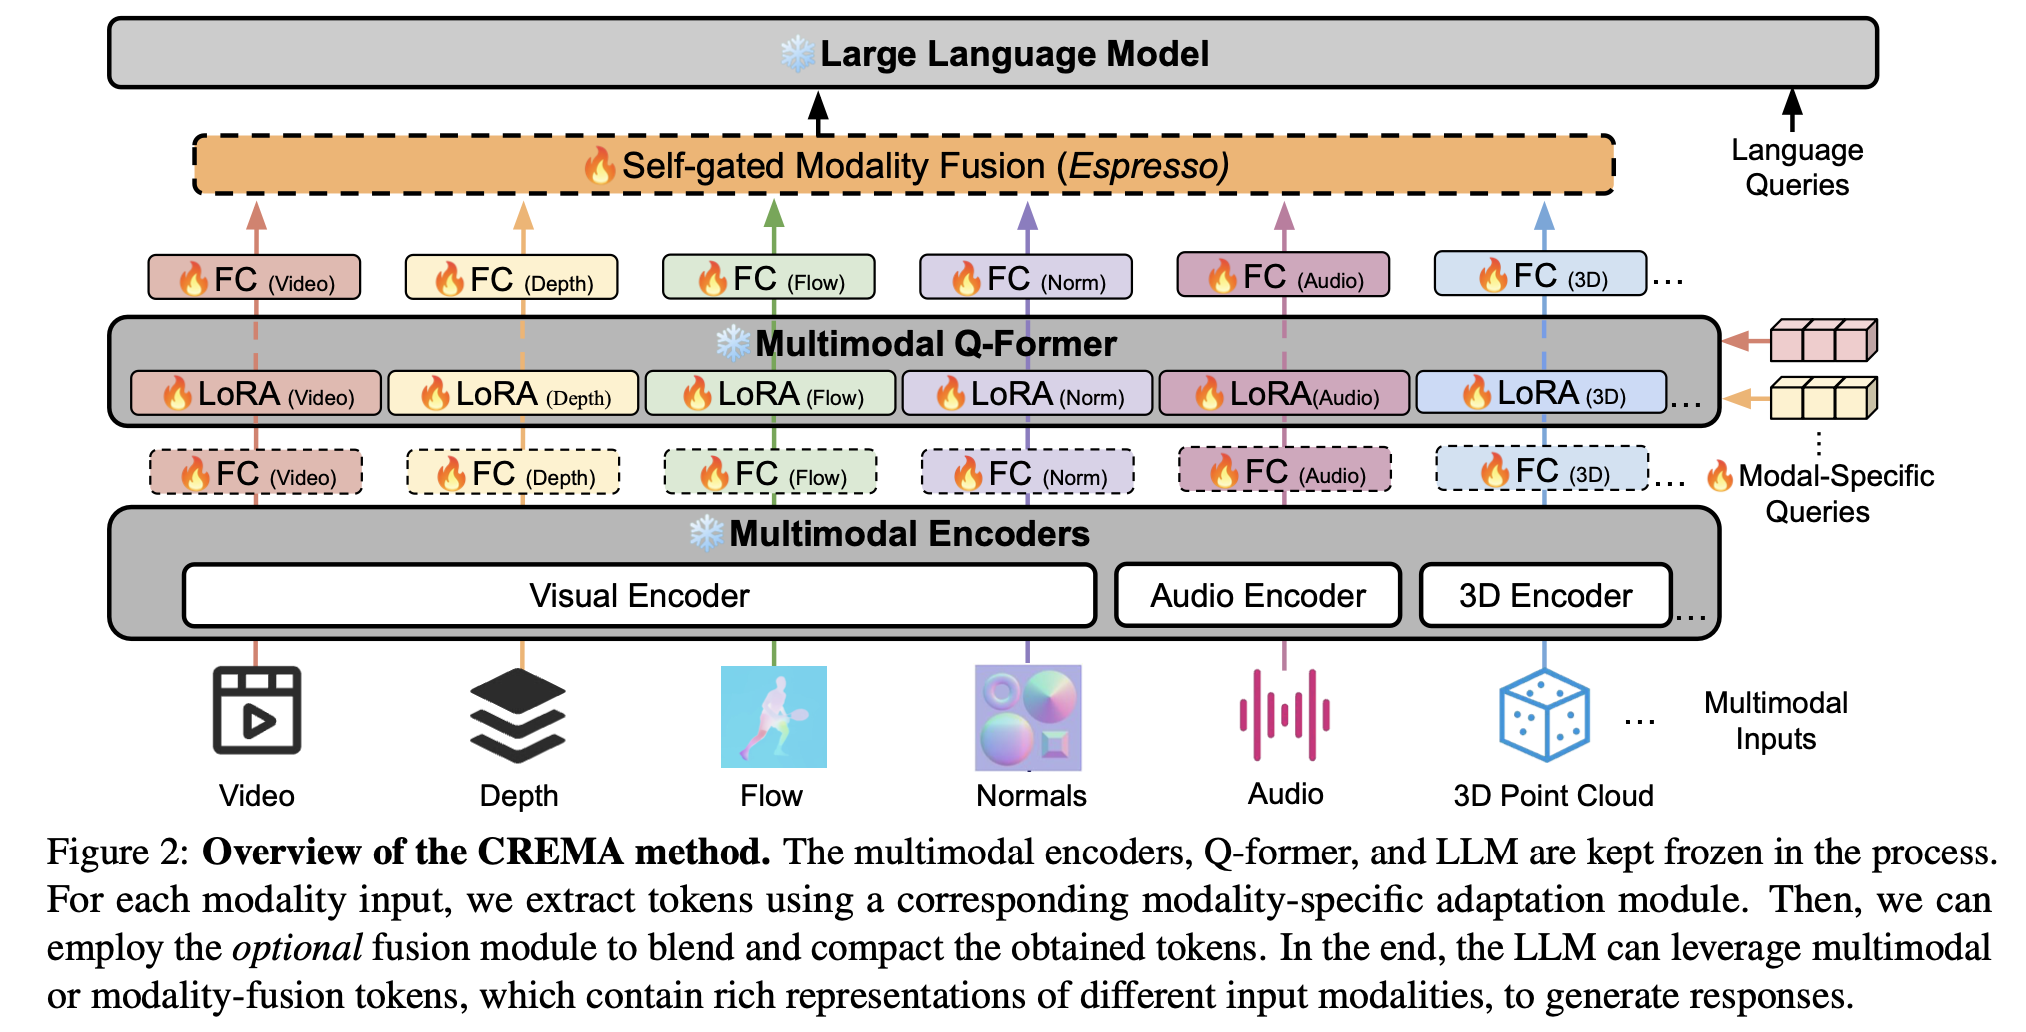 Large Language Model
Self-gated Modality Fusion (Espresso)
Language
Queries
FC (Video)
FC (Depth)
FC (Flow)
FC (Norm)
FC (Audio)
FC (3D)
...
Multimodal Q-Former
LoRA (Video)
LoRA (Depth)
LoRA (Flow)
LoRA (Norm)
LoRA(Audio)
LoRA (3D)
...
FC (Video)
FC (Depth)
FC (Flow)
FC (Norm)
FC (Audio)
FC (3D)
...
Modal-Specific
Queries
Multimodal Encoders
Visual Encoder
Audio Encoder
3D Encoder
...
...
Multimodal
Inputs
Video
Depth
Flow
Normals
Audio
3D Point Cloud
Figure 2: Overview of the CREMA method. The multimodal encoders, Q-former, and LLM are kept frozen in the process.
For each modality input, we extract tokens using a corresponding modality-specific adaptation module. Then, we can
employ the optional fusion module to blend and compact the obtained tokens. In the end, the LLM can leverage multimodal
or modality-fusion tokens, which contain rich representations of different input modalities, to generate responses.